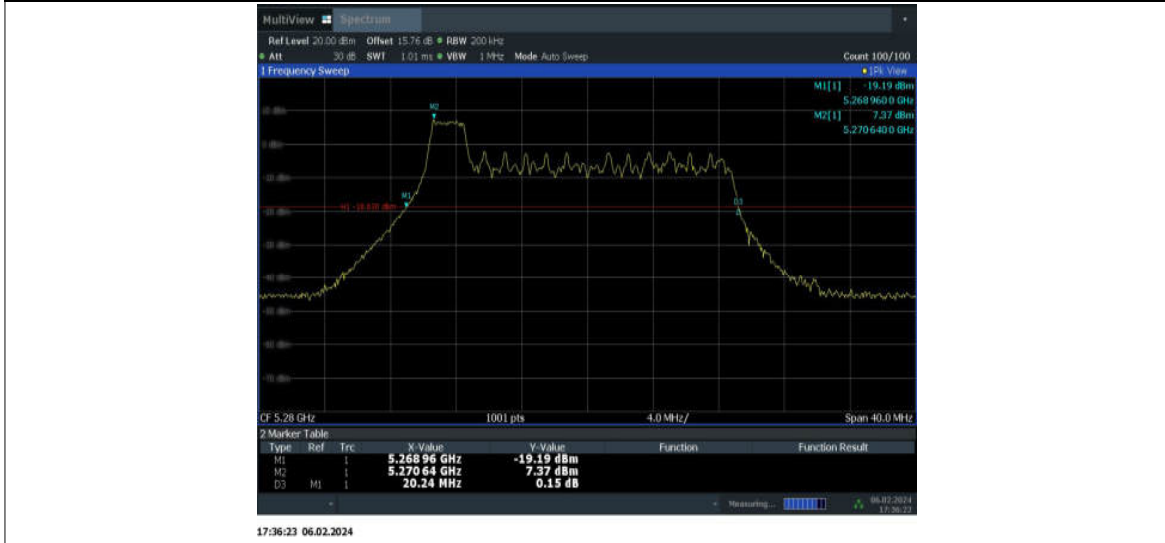 MultiView Spectrum
Ref Level 20.00 dBm Offset 15.76 dB RBW 200 kHz
Att 30 dB SWT 1.01 ms VBW 1 MHz Mode Auto Sweep Count 100/100
1 Frequency Sweep 1Pk View
M1[1] -19.19 dBm
5.268 960 0 GHz
M2[1] 7.37 dBm
5.270 640 0 GHz
M2
M1
D3
CF 5.28 GHz 1001 pts 4.0 MHz/ Span 40.0 MHz
2 Marker Table
Type Ref Trc X-Value Y-Value Function Function Result
M1 1 5.268 96 GHz -19.19 dBm
M2 1 5.270 64 GHz 7.37 dBm
D3 M1 1 20.24 MHz 0.15 dB
Measuring... 06.02.2024
17:36:23
17:36:23 06.02.2024